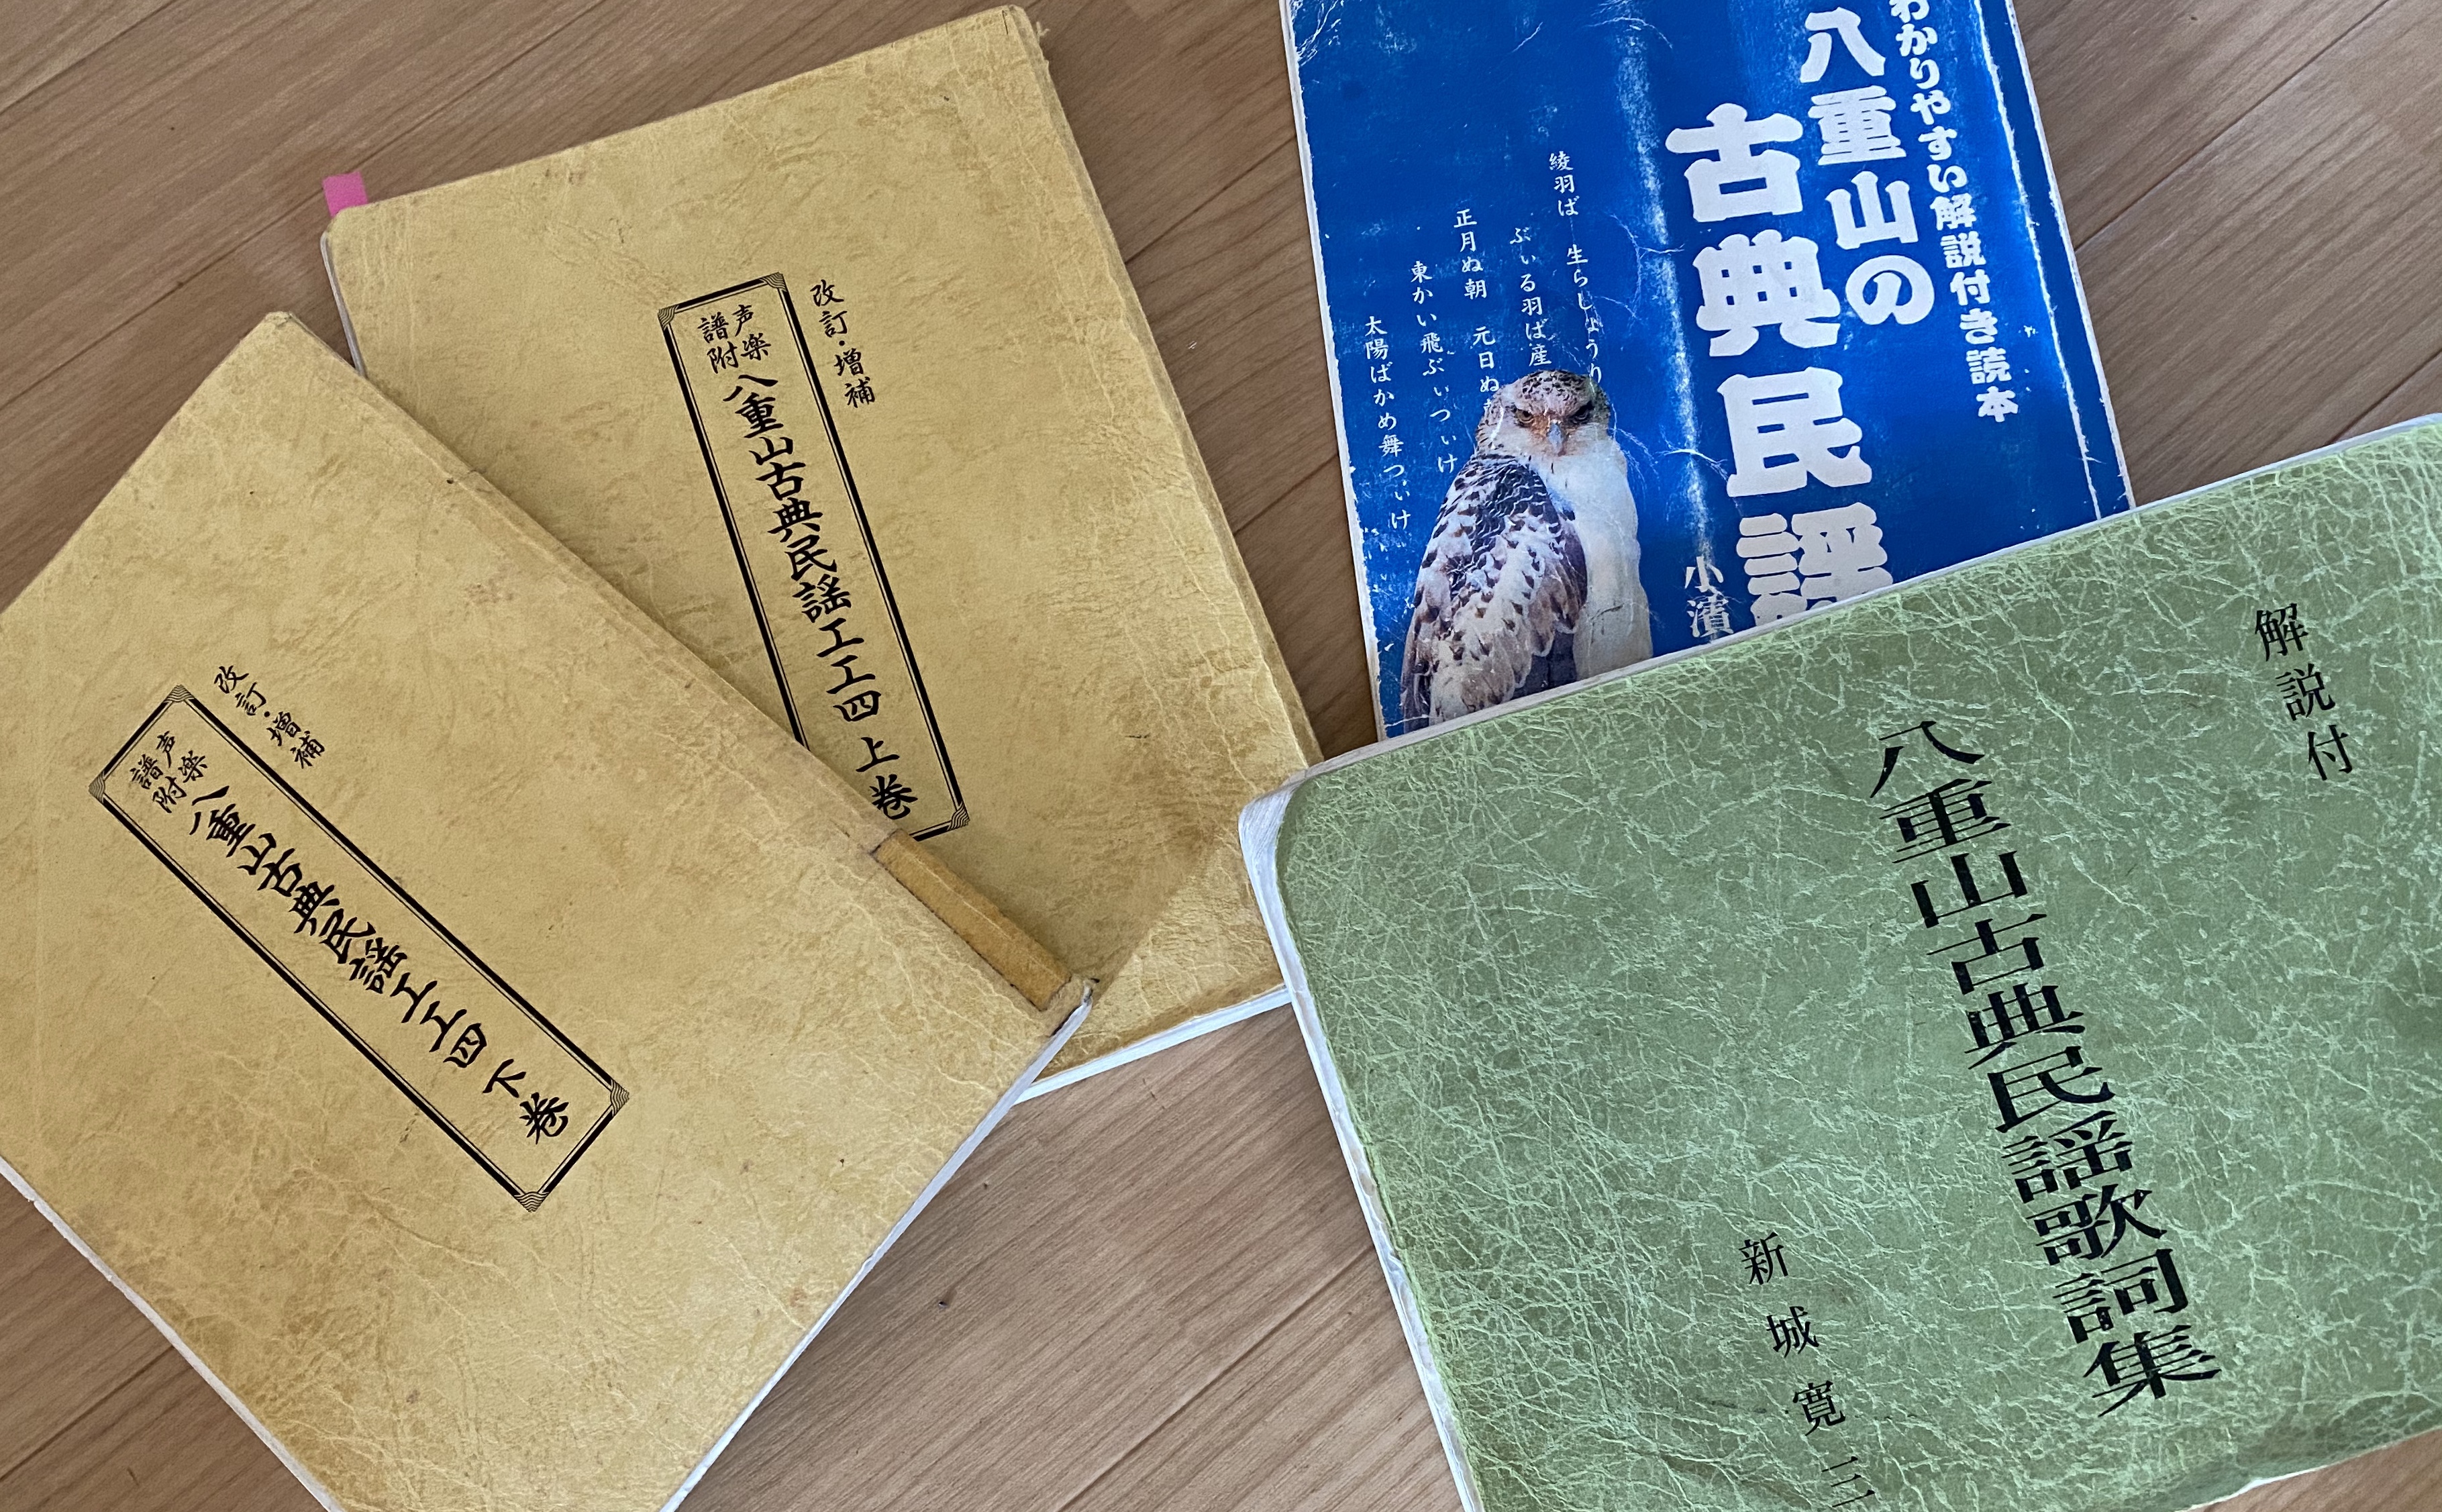 改訂・増補
声楽
譜附
八重山古典民謡工工四 上巻
改訂・増補
声楽
譜附
八重山古典民謡工工四 下巻
わかりやすい解説付き読本
八重山の
古典民謡
綾羽ば 生らしょうり
ぶぃる羽ば産
正月ぬ朝 元日ぬ
東かい飛ぶぃつぃけ
太陽ばかめ舞つぃけ
小濱
解説付
八重山古典民謡歌詞集
新城寛三